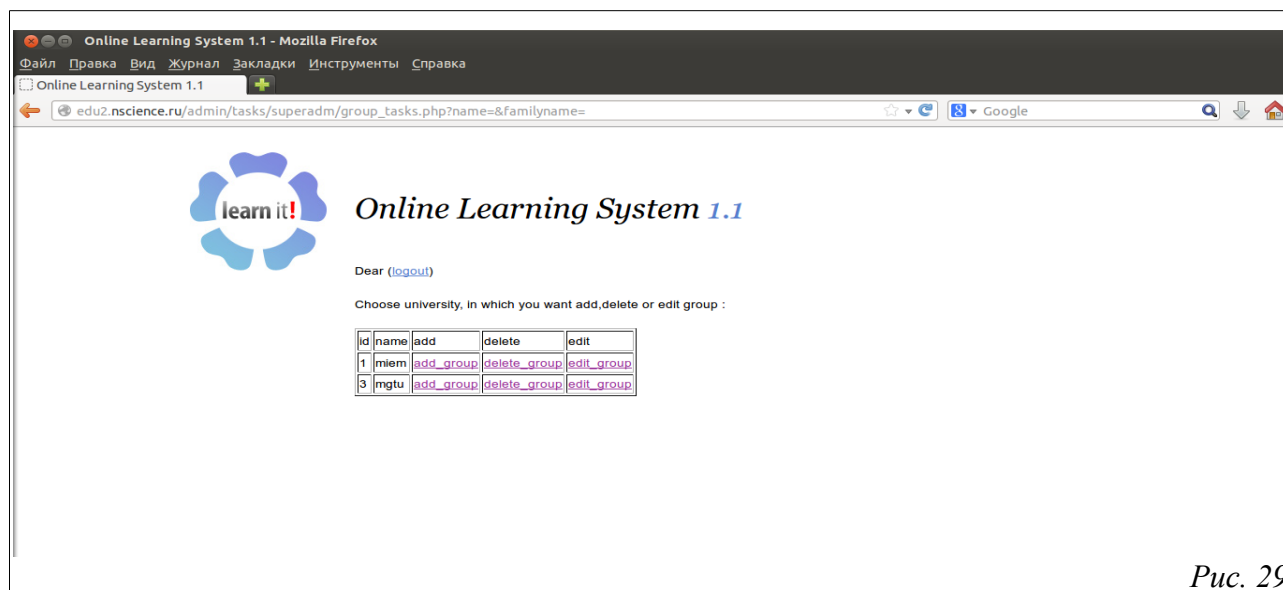 Online Learning System 1.1 - Mozilla Firefox
Файл Правка Вид Журнал Закладки Инструменты Справка
Online Learning System 1.1
edu2.nscience.ru/admin/tasks/superadm/group_tasks.php?name=&familyname= Google
learn it! Online Learning System 1.1
Dear (logout)
Choose university, in which you want add,delete or edit group :
id name add delete edit
1 miem add_group delete_group edit_group
3 mgtu add_group delete_group edit_group
Рис. 29